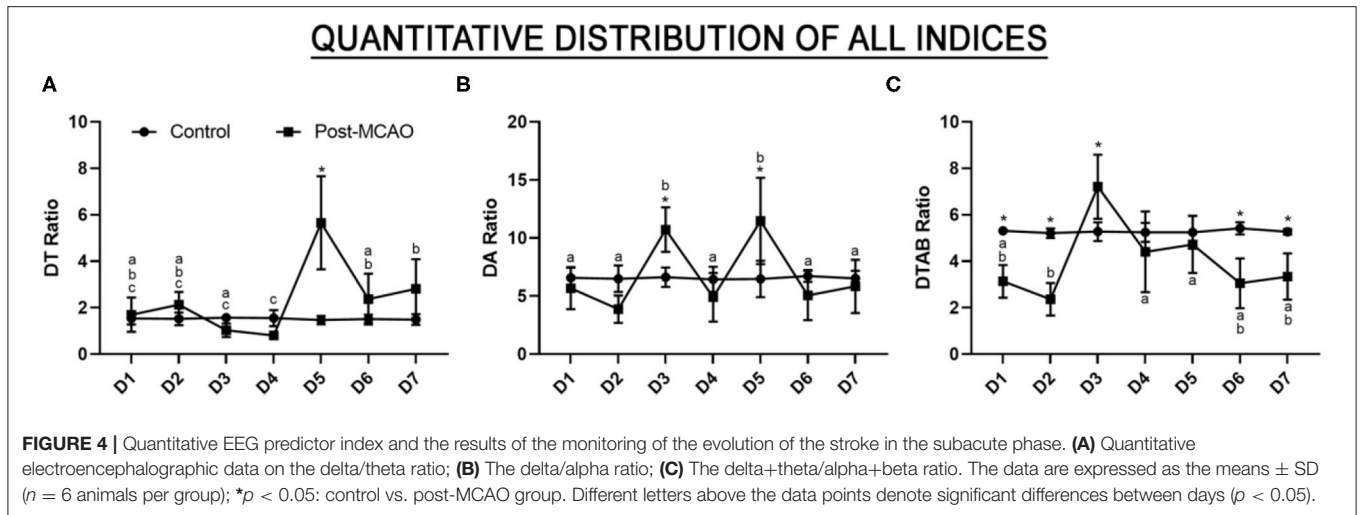 QUANTITATIVE DISTRIBUTION OF ALL INDICES
A
DT Ratio
10
8
6
4
2
0
Control
Post-MCAO
a
b
c
a
b
c
a
c
c
*
a
b
b
D1
D2
D3
D4
D5
D6
D7
B
DA Ratio
20
15
10
5
0
a
a
b
*
a
b
*
a
a
D1
D2
D3
D4
D5
D6
D7
C
DTAB Ratio
10
8
6
4
2
0
*
a
b
*
b
*
a
a
*
a
b
*
a
b
D1
D2
D3
D4
D5
D6
D7
FIGURE 4 | Quantitative EEG predictor index and the results of the monitoring of the evolution of the stroke in the subacute phase. (A) Quantitative
electroencephalographic data on the delta/theta ratio; (B) The delta/alpha ratio; (C) The delta+theta/alpha+beta ratio. The data are expressed as the means ± SD
(n = 6 animals per group); *p < 0.05: control vs. post-MCAO group. Different letters above the data points denote significant differences between days (p < 0.05).